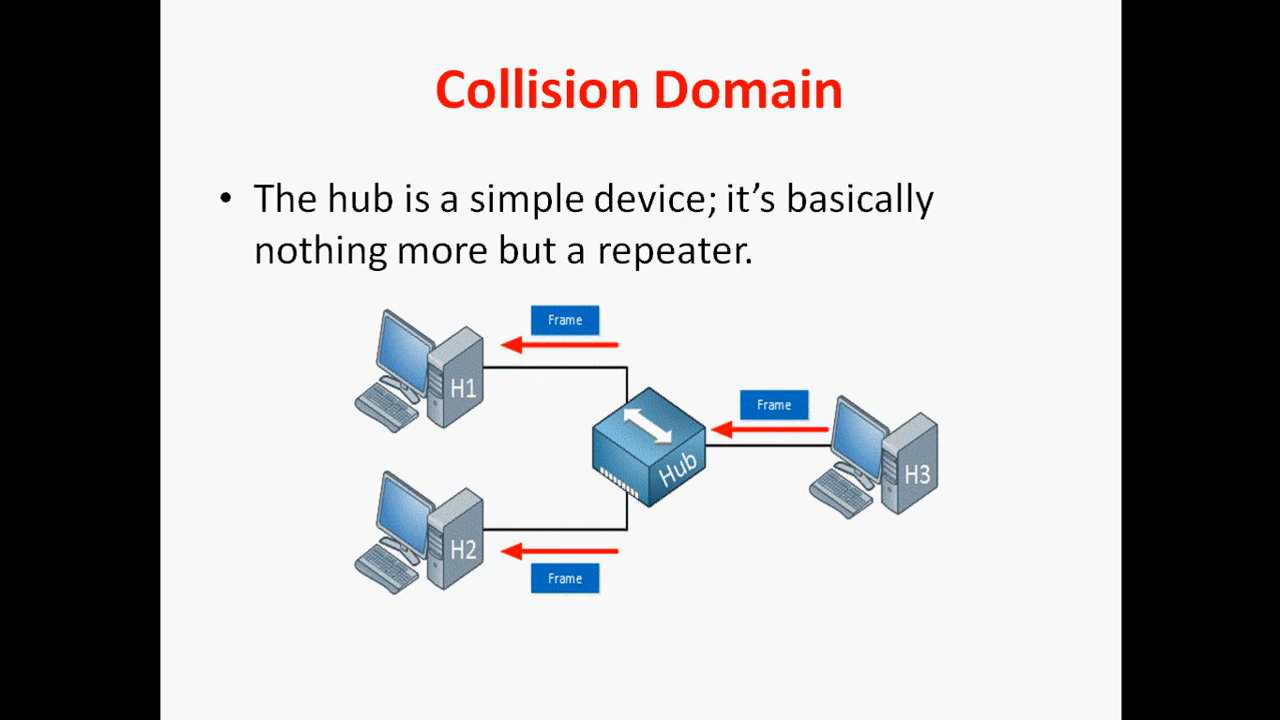 Collision Domain
• The hub is a simple device; it’s basically
nothing more but a repeater.
Frame
H1
Frame
Hub
H3
H2
Frame